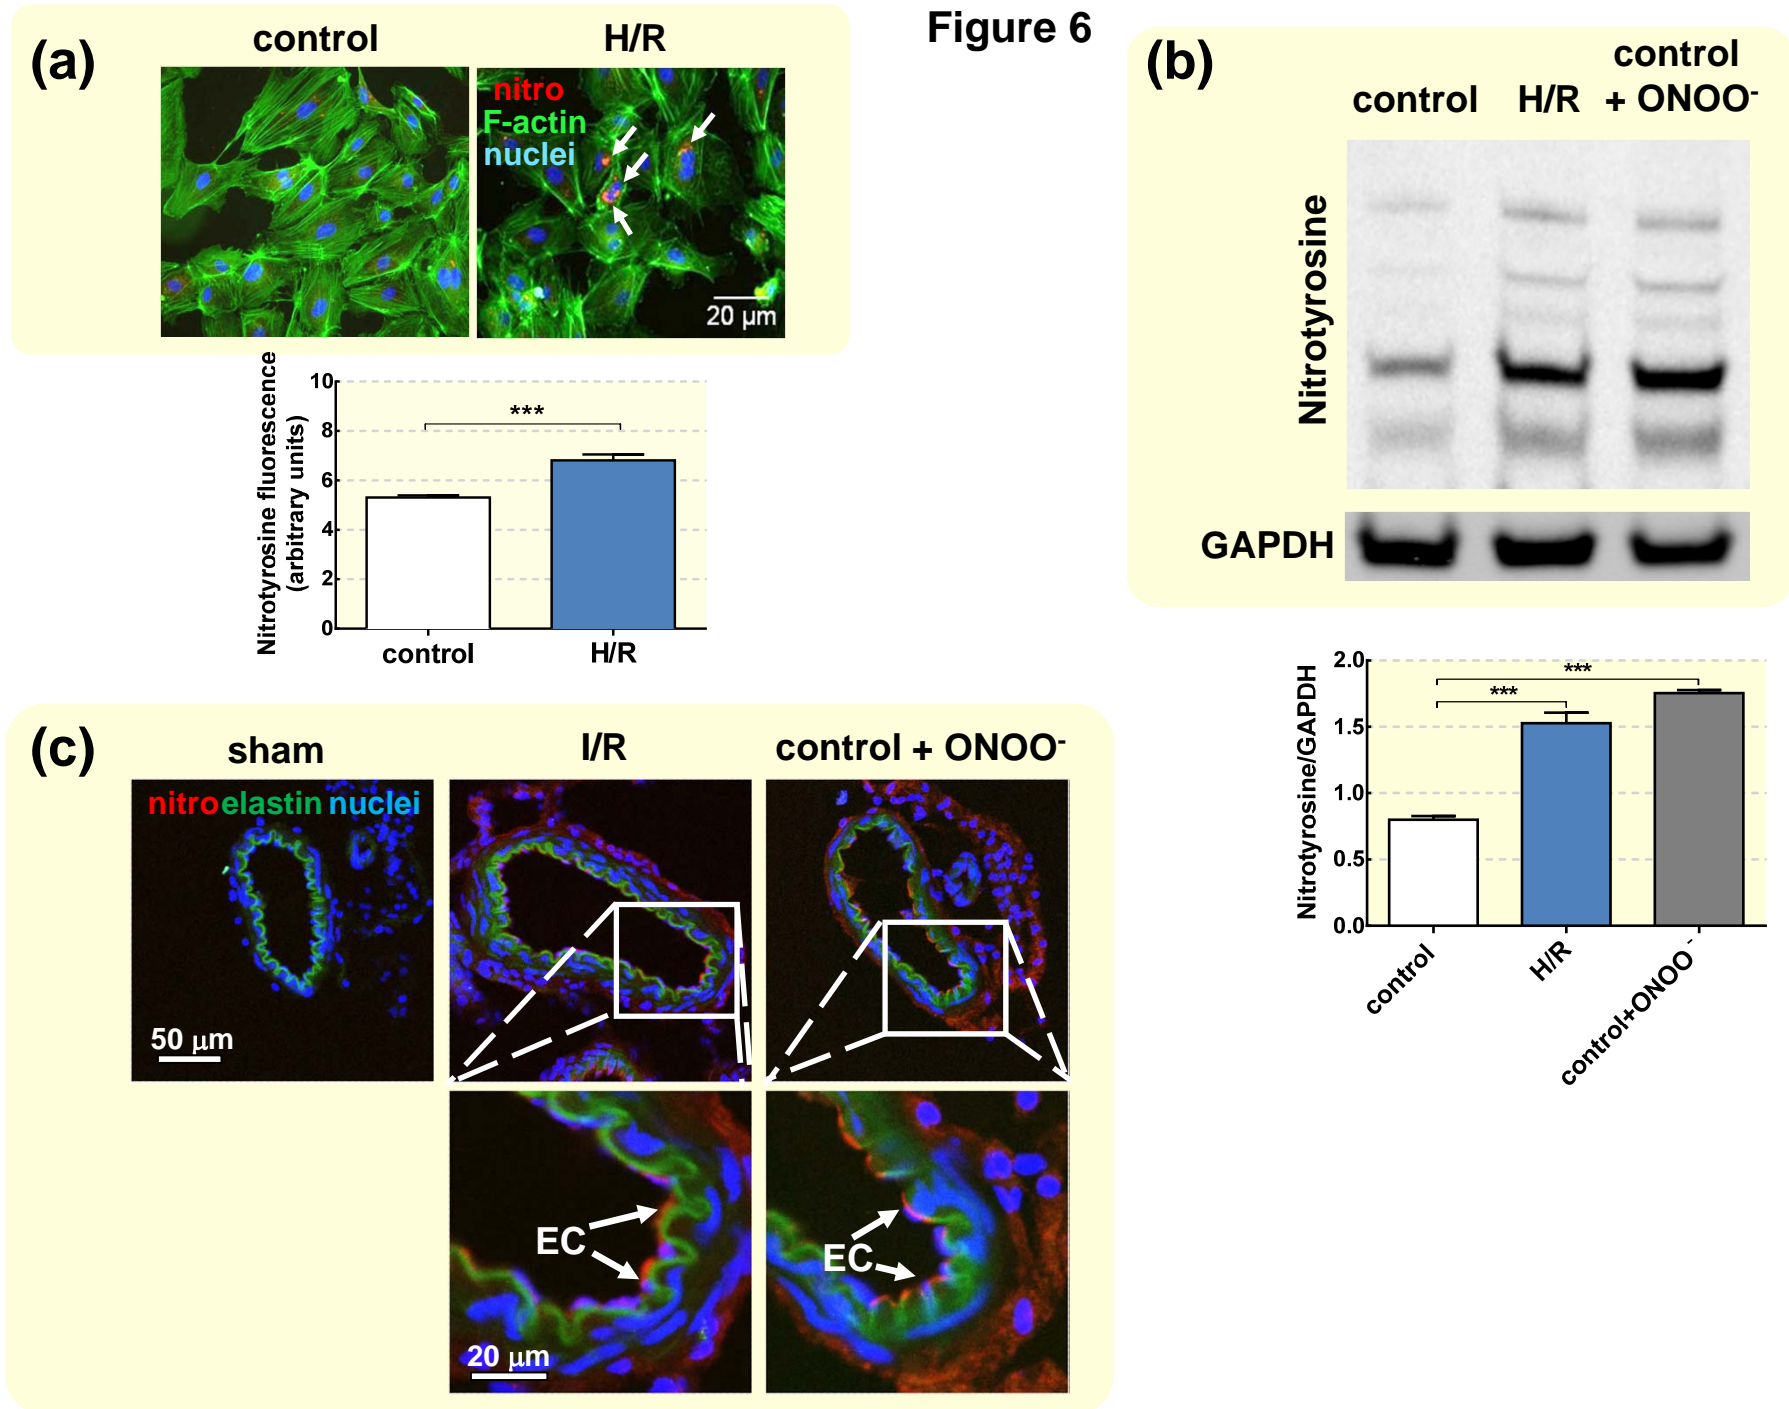 Figure 6
(a)
control
H/R
nitro
F-actin
nuclei
20 µm
Nitrotyrosine fluorescence
(arbitrary units)
10
8
6
4
2
0
***
control
H/R
(b)
control
H/R
control
+ ONOO⁻
Nitrotyrosine
GAPDH
Nitrotyrosine/GAPDH
2.0
1.5
1.0
0.5
0.0
***
***
control
H/R
control+ONOO⁻
(c)
sham
I/R
control + ONOO⁻
nitro elastin nuclei
50 µm
EC
20 µm
EC